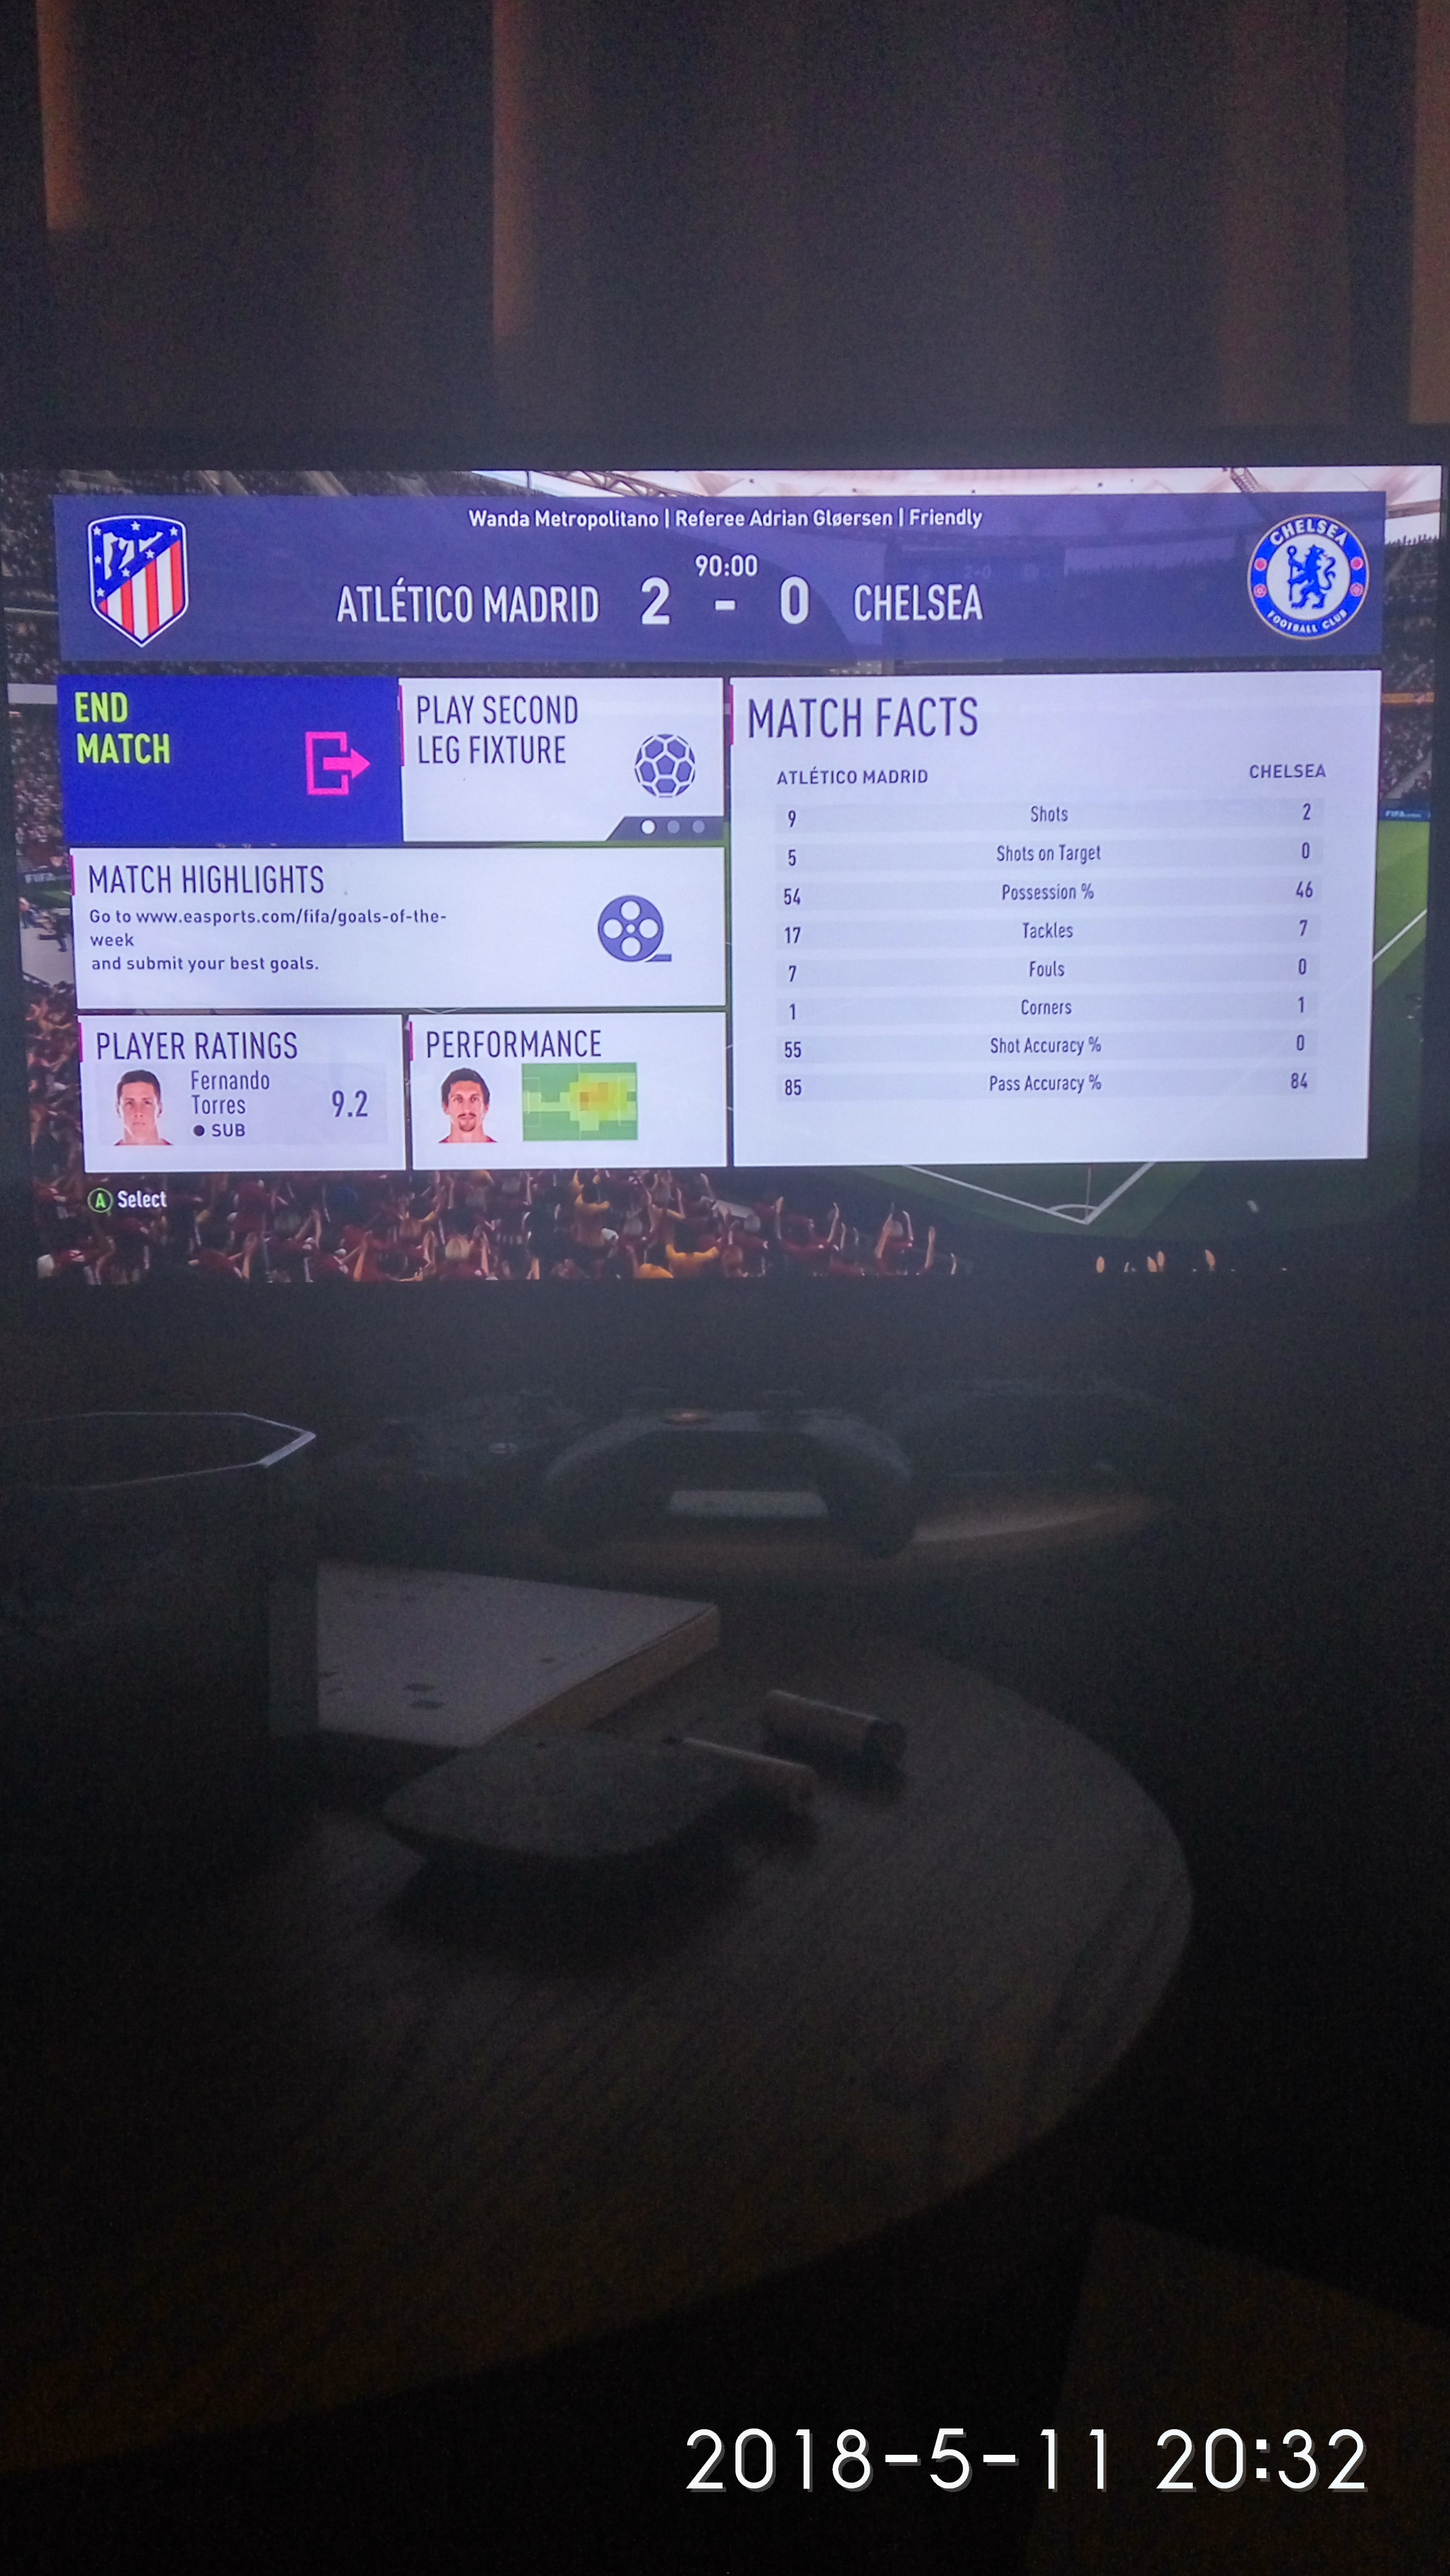 Wanda Metropolitano | Referee Adrian Gløersen | Friendly
90:00
ATLÉTICO MADRID 2 - 0 CHELSEA
CHELSEA
FOOTBALL CLUB
END
MATCH
PLAY SECOND
LEG FIXTURE
MATCH HIGHLIGHTS
Go to www.easports.com/fifa/goals-of-the-
week
and submit your best goals.
PLAYER RATINGS
Fernando
Torres
9.2
SUB
PERFORMANCE
MATCH FACTS
ATLÉTICO MADRID CHELSEA
9 Shots 2
5 Shots on Target 0
54 Possession % 46
17 Tackles 7
7 Fouls 0
1 Corners 1
55 Shot Accuracy % 0
85 Pass Accuracy % 84
A Select
FIFA
2018-5-11 20:32